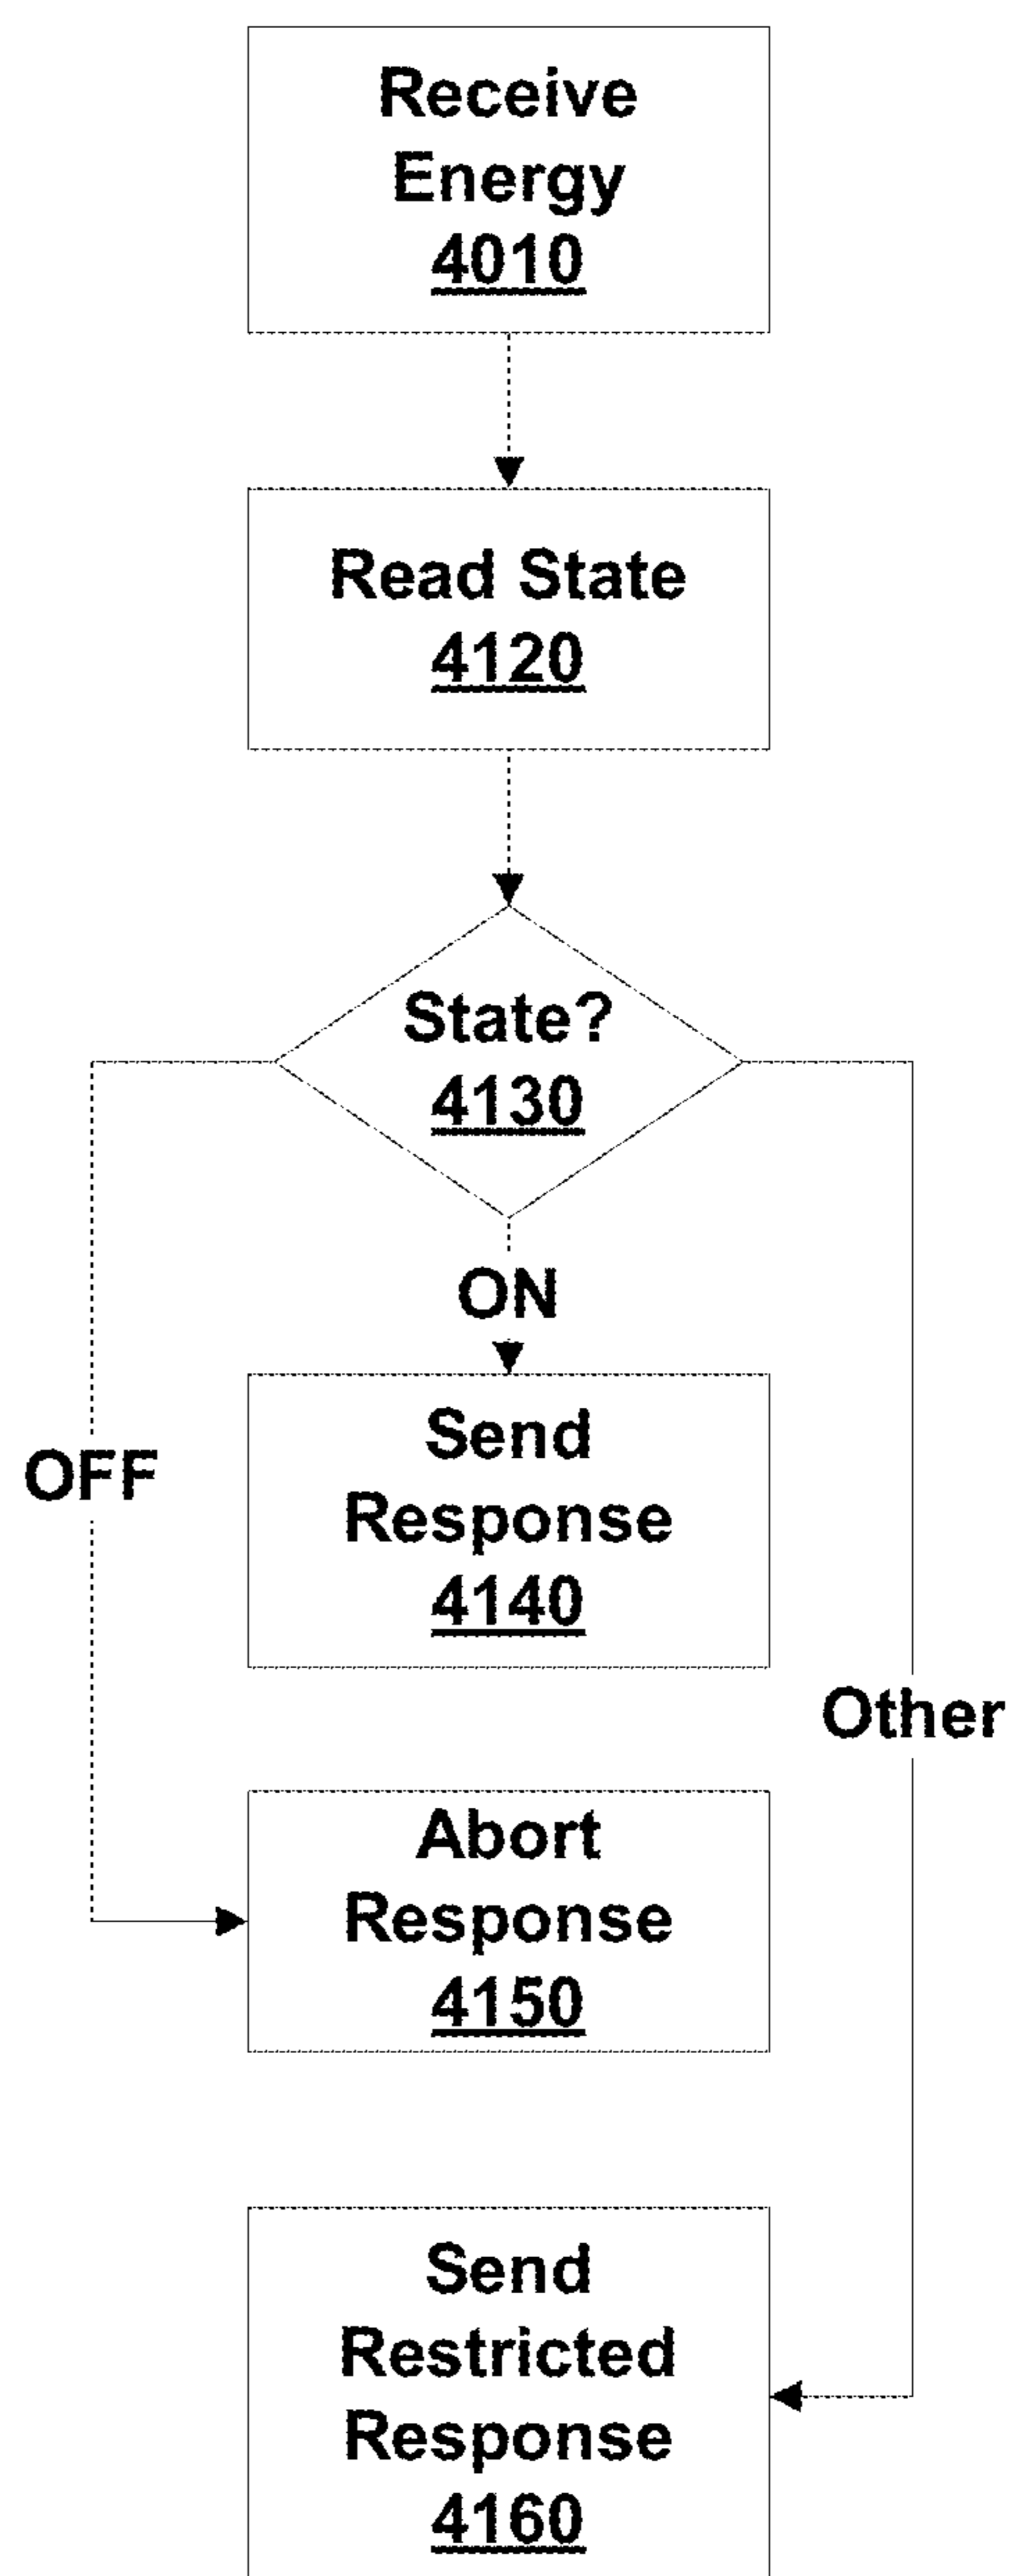 Receive
Energy
4010
Read State
4120
State?
4130
ON
OFF
Send
Response
4140
Other
Abort
Response
4150
Send
Restricted
Response
4160